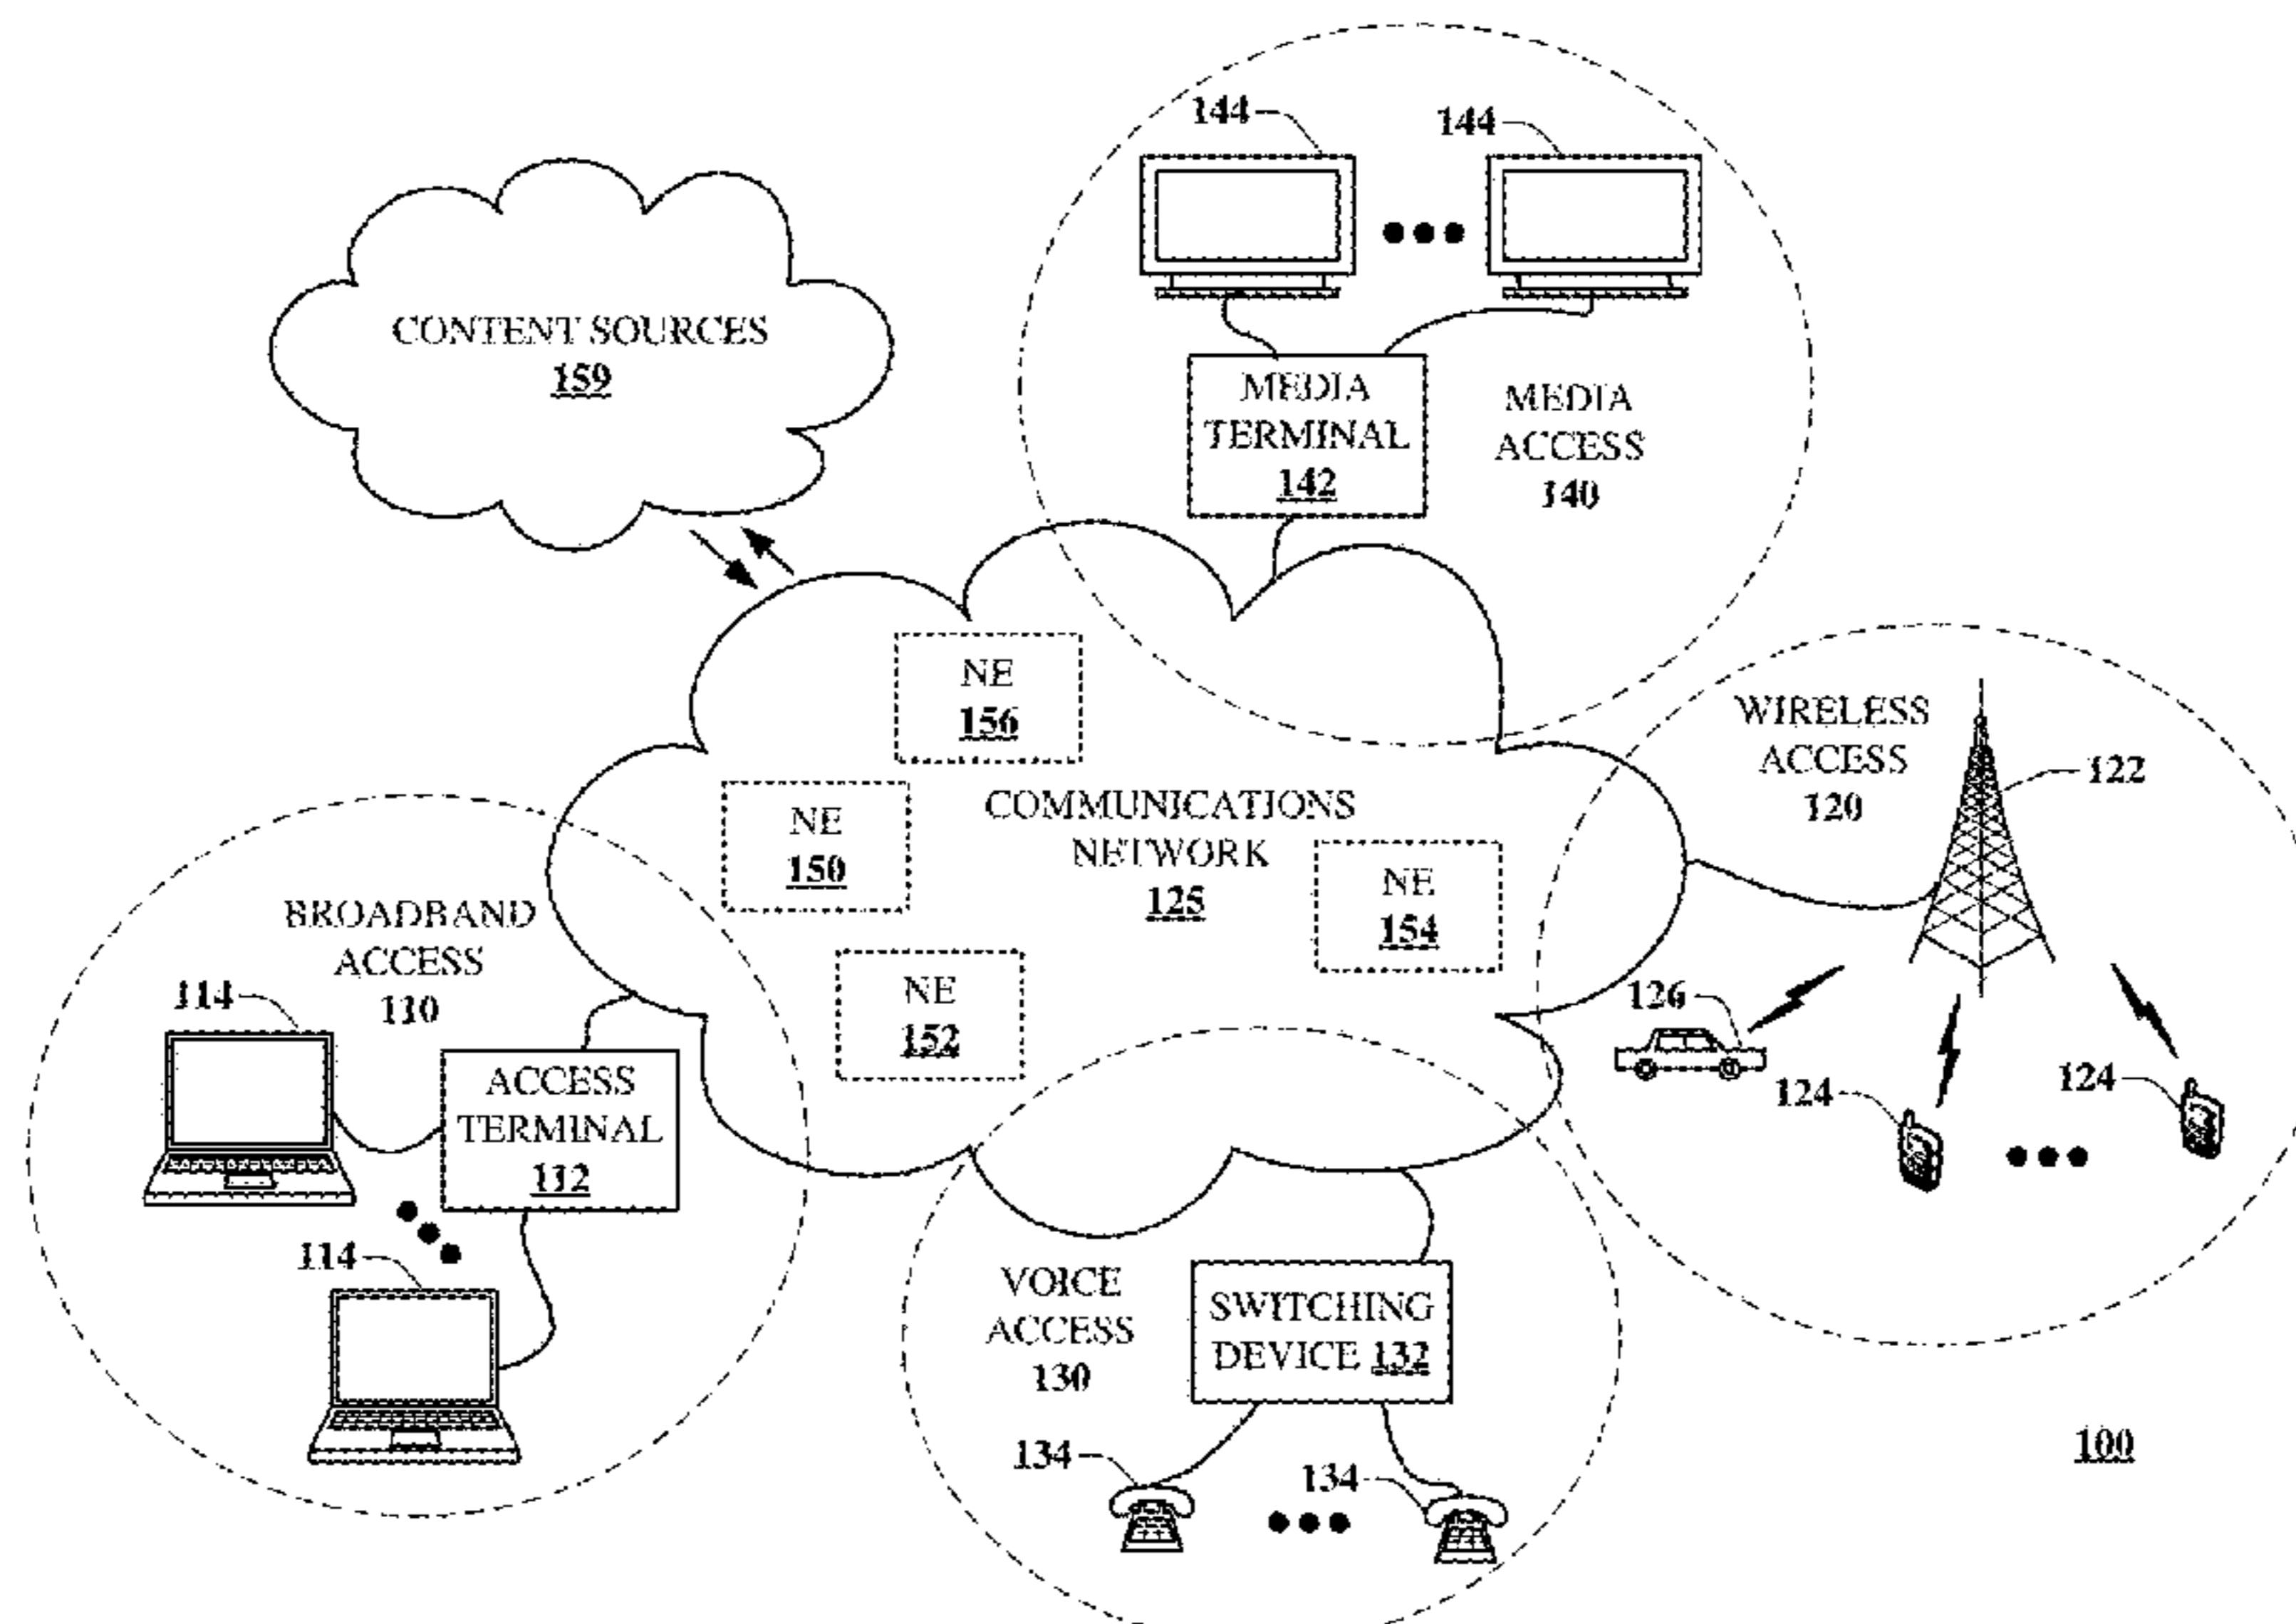 144
144
CONTENT SOURCES
159
MEDIA
TERMINAL
142
MEDIA
ACCESS
140
NE
156
WIRELESS
ACCESS
120
122
NE
150
COMMUNICATIONS
NETWORK
125
NE
154
BROADBAND
ACCESS
110
114
NE
152
126
124
124
ACCESS
TERMINAL
112
114
VOICE
ACCESS
130
SWITCHING
DEVICE 132
134
134
100